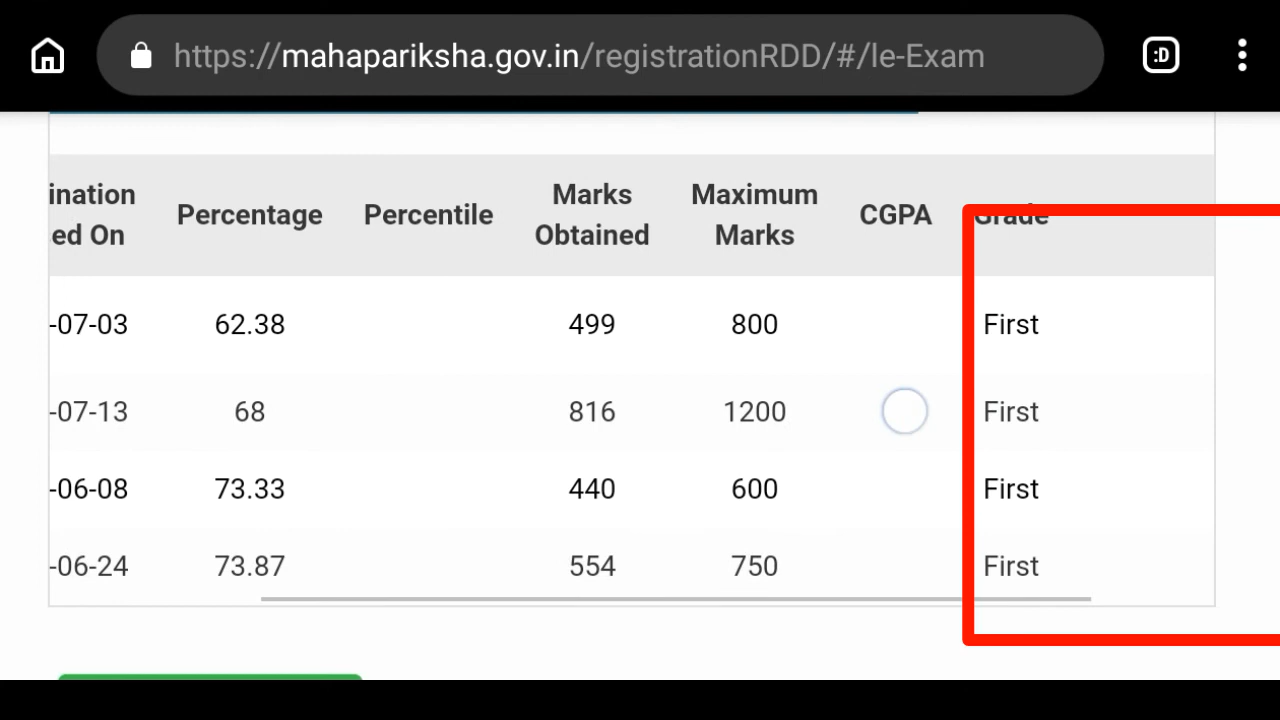 :D
https://mahapariksha.gov.in/registrationRDD/#/le-Exam
ination ed On Percentage Percentile Marks Obtained Maximum Marks CGPA Grade
-07-03 62.38 499 800 First
-07-13 68 816 1200 First
-06-08 73.33 440 600 First
-06-24 73.87 554 750 First